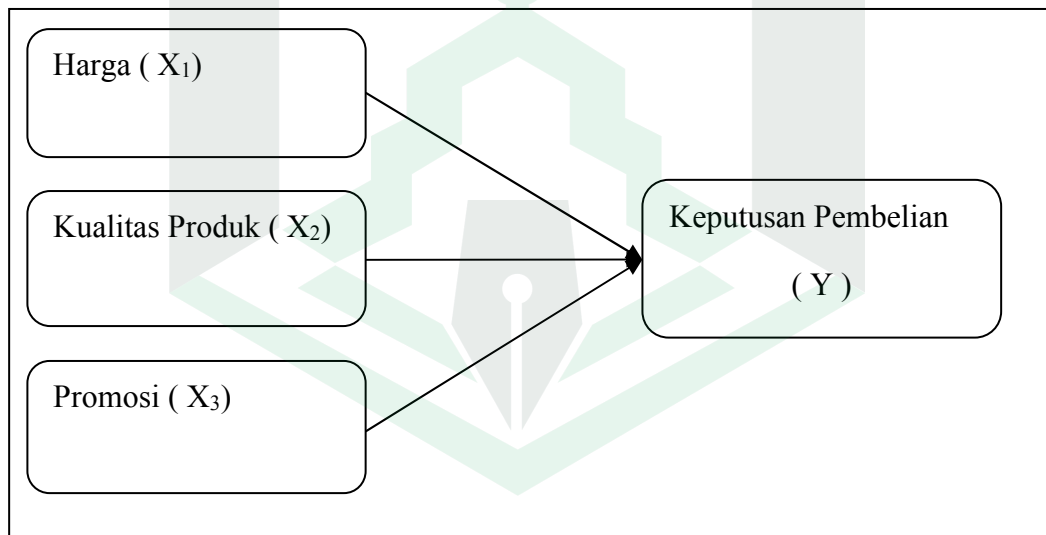 Harga ( X₁)
Kualitas Produk ( X₂)
Keputusan Pembelian
( Y )
Promosi ( X₃)